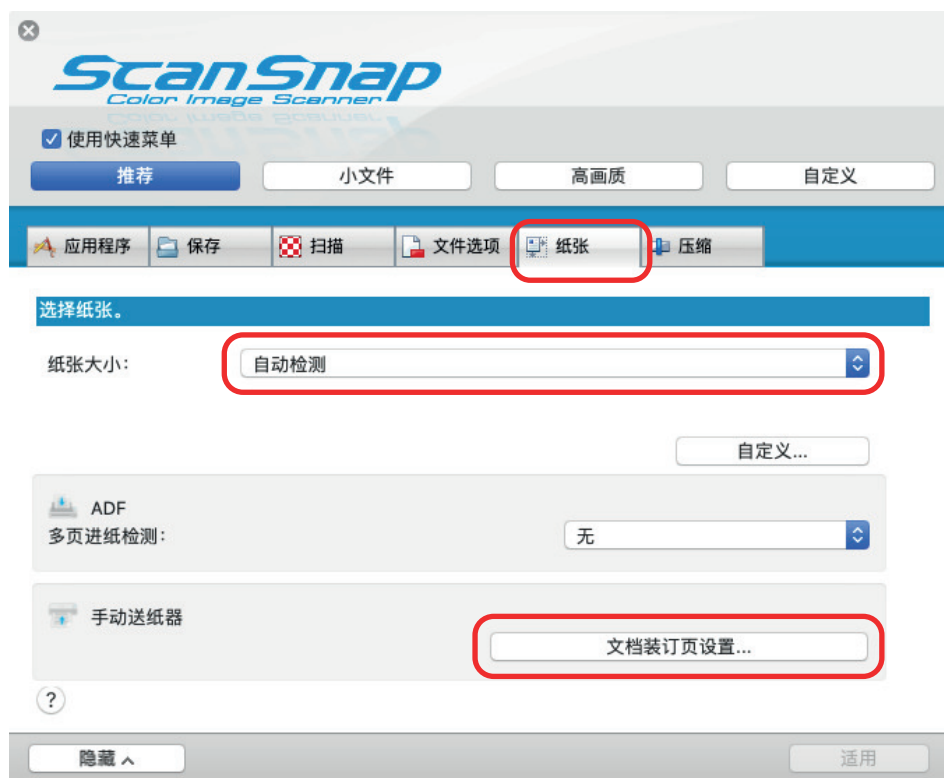 ScanSnap
Color Image Scanner
使用快速菜单
推荐 小文件 高画质 自定义
应用程序 保存 扫描 文件选项 纸张 压缩
选择纸张。
纸张大小： 自动检测
自定义...
ADF
多页进纸检测： 无
手动送纸器
文档装订页设置...
?
隐藏 适用